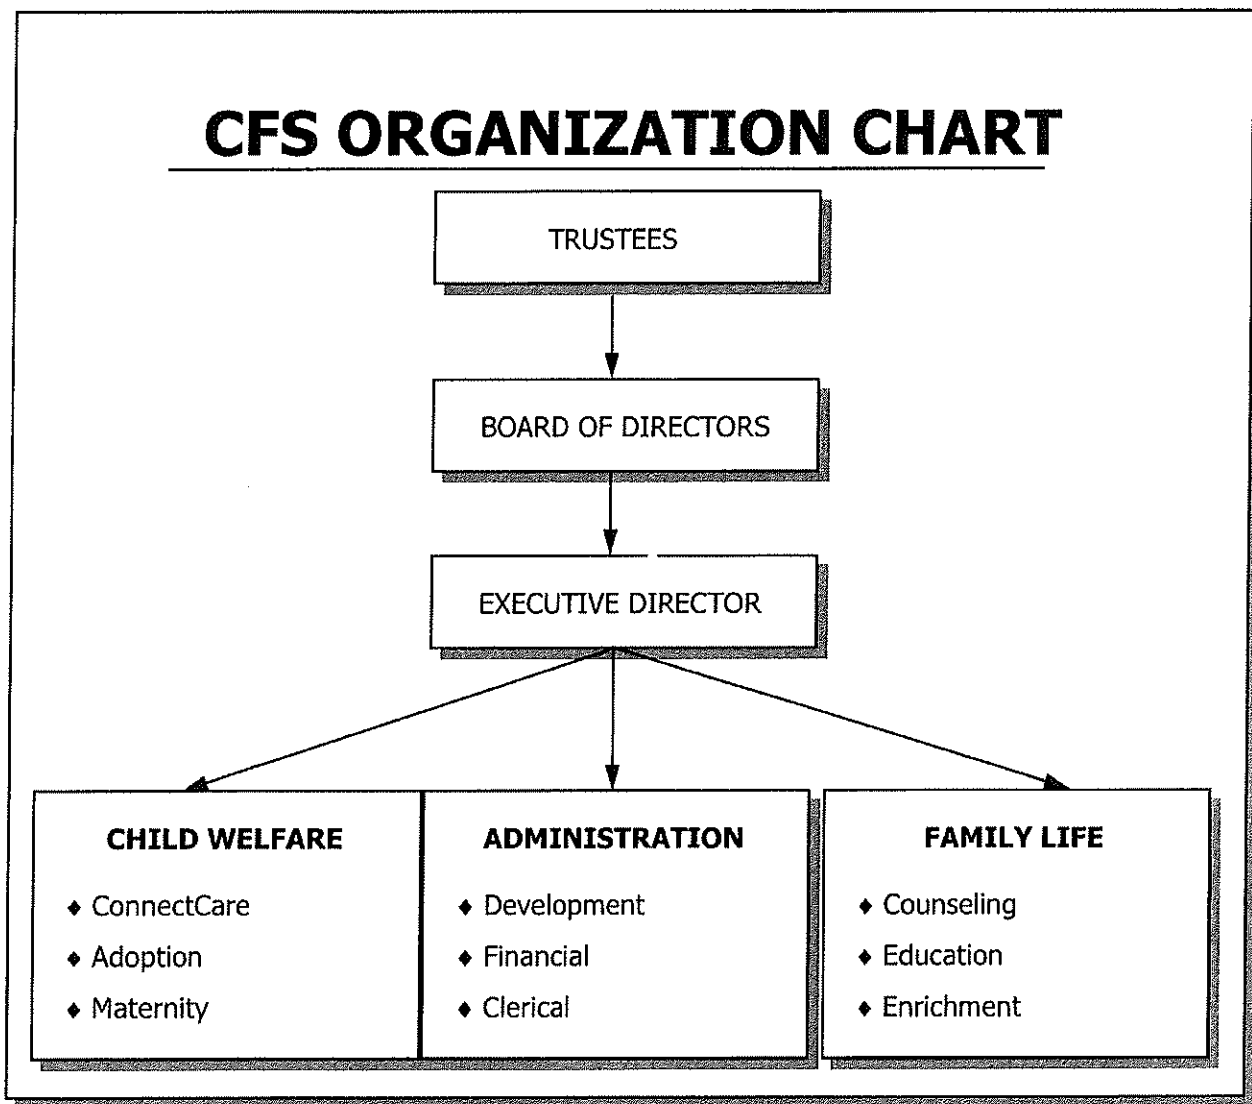 CFS ORGANIZATION CHART
TRUSTEES
BOARD OF DIRECTORS
EXECUTIVE DIRECTOR
CHILD WELFARE
♦ ConnectCare
♦ Adoption
♦ Maternity
ADMINISTRATION
♦ Development
♦ Financial
♦ Clerical
FAMILY LIFE
♦ Counseling
♦ Education
♦ Enrichment